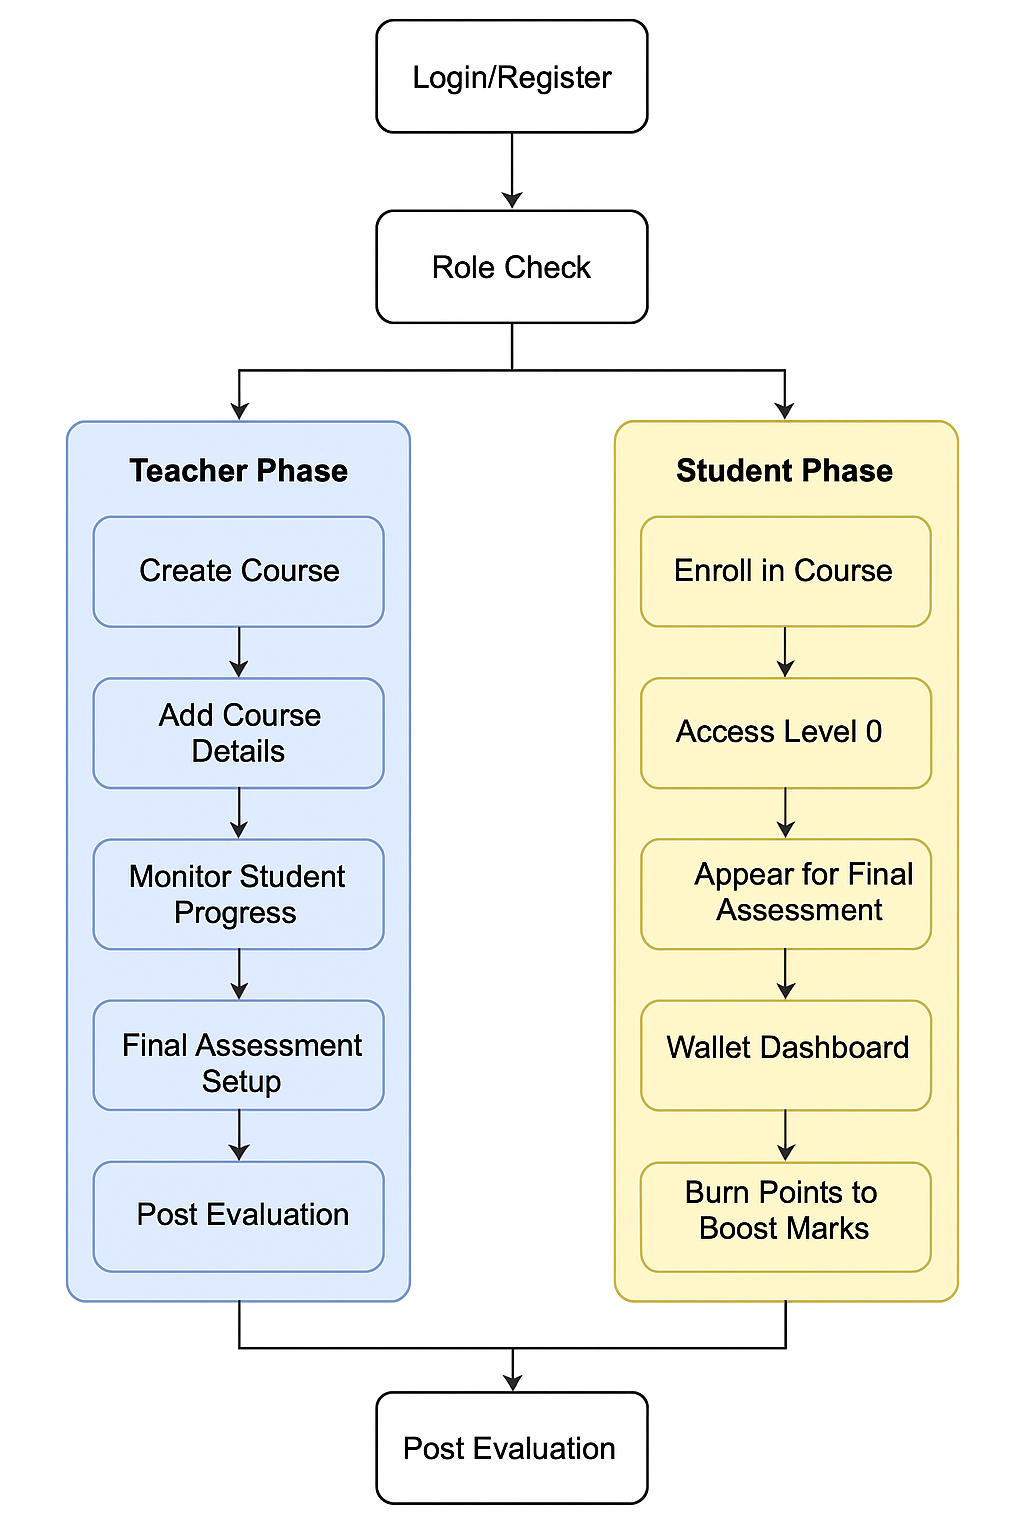 Login/Register
Role Check
Teacher Phase
Create Course
Add Course
Details
Monitor Student
Progress
Final Assessment
Setup
Post Evaluation
Student Phase
Enroll in Course
Access Level 0
Appear for Final
Assessment
Wallet Dashboard
Burn Points to
Boost Marks
Post Evaluation